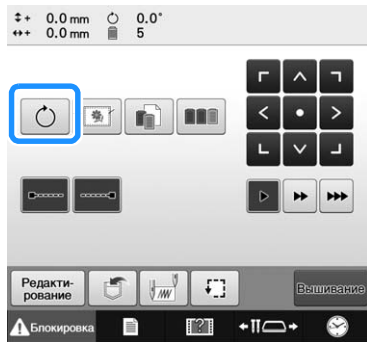 + 0.0 mm 0.0°
+ 0.0 mm 5
Редакти-
рование
Вышивание
Блокировка